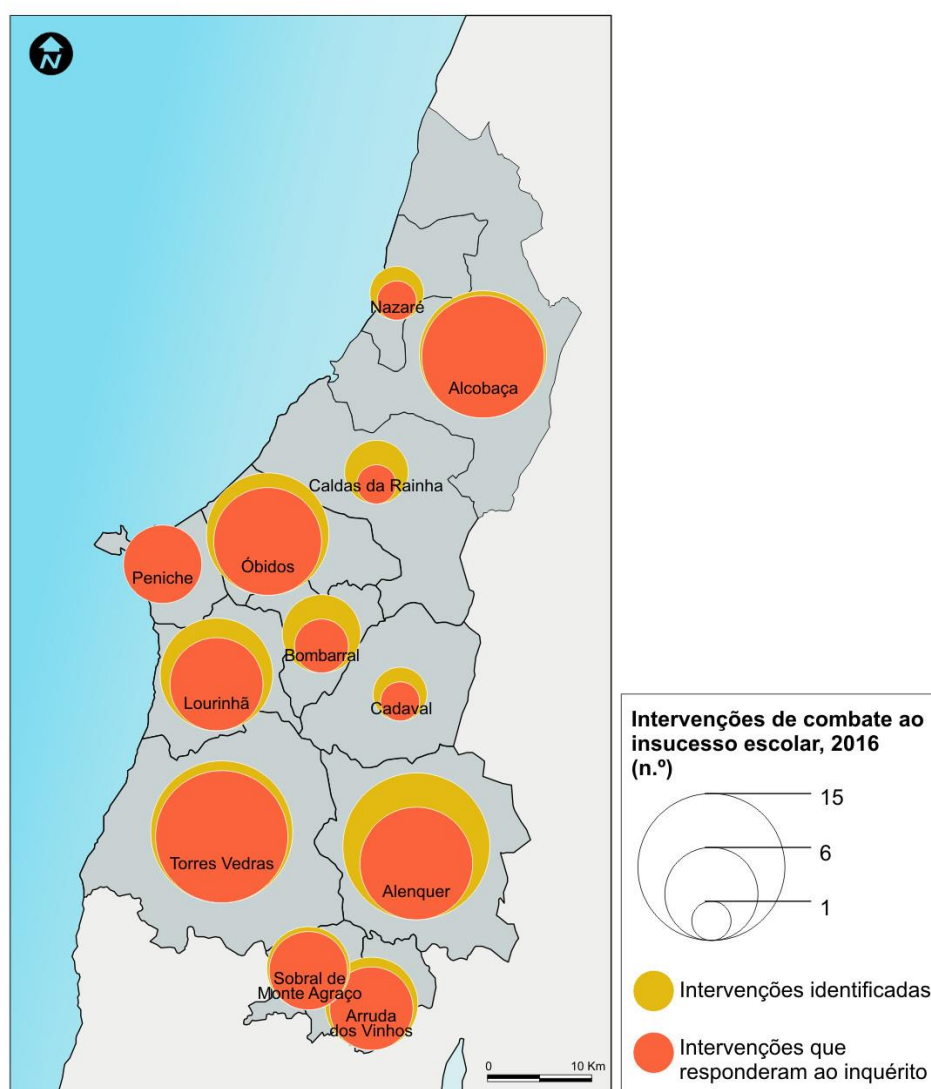 N
Nazaré
Alcobaça
Caldas da Rainha
Óbidos
Peniche
Bombarral
Lourinhã
Cadaval
Torres Vedras
Alenquer
Sobral de
Monte Agraço
Arruda
dos Vinhos
0 10 Km
Intervenções de combate ao
insucesso escolar, 2016
(n.º)
15
6
1
Intervenções identificadas
Intervenções que
responderam ao inquérito